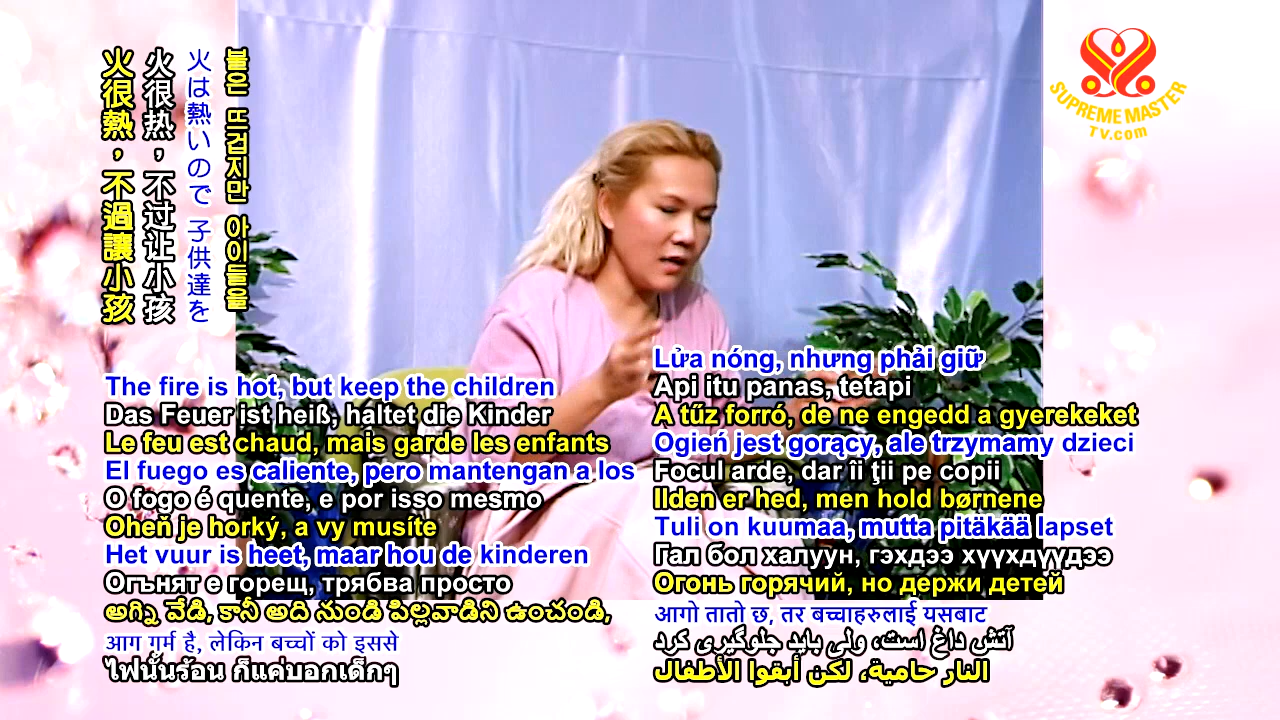 火很熱，不過讓小孩
火很热，不过让小孩
火は熱いので 子供達を
불은 뜨겁지만 아이들을
SUPREME MASTER
TV.com
The fire is hot, but keep the children
Das Feuer ist heiß, haltet die Kinder
Le feu est chaud, mais garde les enfants
El fuego es caliente, pero mantengan a los
O fogo é quente, e por isso mesmo
Oheň je horký, a vy musíte
Het vuur is heet, maar hou de kinderen
Огънят е горещ, трябва просто
అగ్ని వేడి, కానీ అది నుండి పిల్లవాడిని ఉంచండి,
आग गर्म है, लेकिन बच्चों को इससे
ไฟนั้นร้อน ก็แค่บอกเด็กๆ
Lửa nóng, nhưng phải giữ
Api itu panas, tetapi
A tűz forró, de ne engedd a gyerekeket
Ogień jest gorący, ale trzymamy dzieci
Focul arde, dar îi ţii pe copii
Ilden er hed, men hold børnene
Tuli on kuumaa, mutta pitäkää lapset
Гал бол халуун, гэхдээ хүүхдүүдээ
Огонь горячий, но держи детей
आगो तातो छ, तर बच्चाहरुलाई यसबाट
آتش داغ است، ولی باید جلوگیری کرد
النار حامية، لكن أبقوا الأطفال